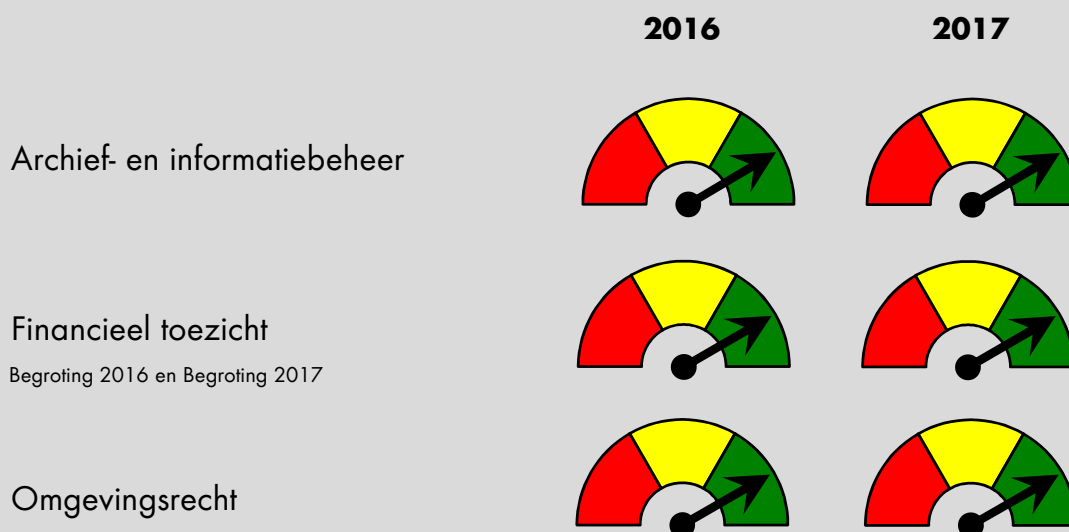 2016 2017
Archief- en informatiebeheer
Financieel toezicht
Begroting 2016 en Begroting 2017
Omgevingsrecht